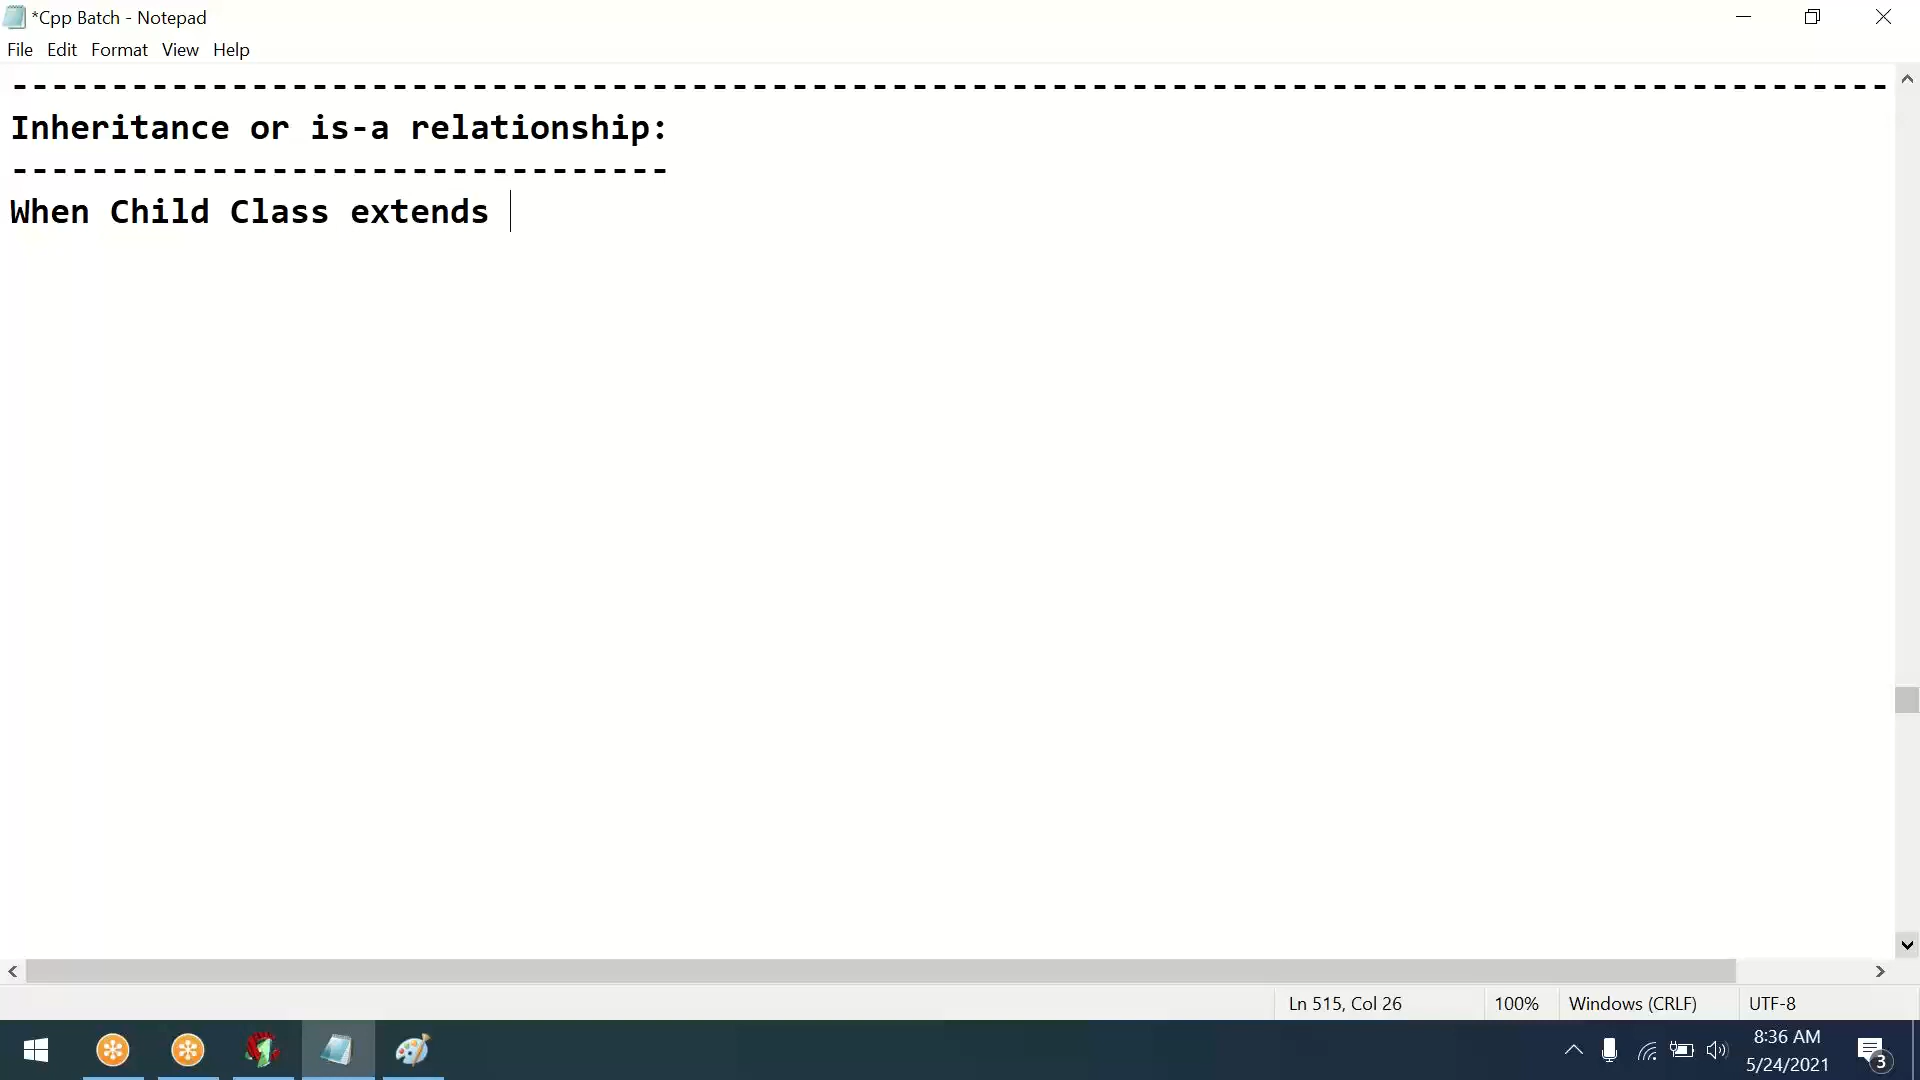 *Cpp Batch - Notepad
File Edit Format View Help
----------------------------------------------------------------------------------------------
Inheritance or is-a relationship:
---------------------------------
When Child Class extends
Ln 515, Col 26
100%
Windows (CRLF)
UTF-8
8:36 AM
5/24/2021
3